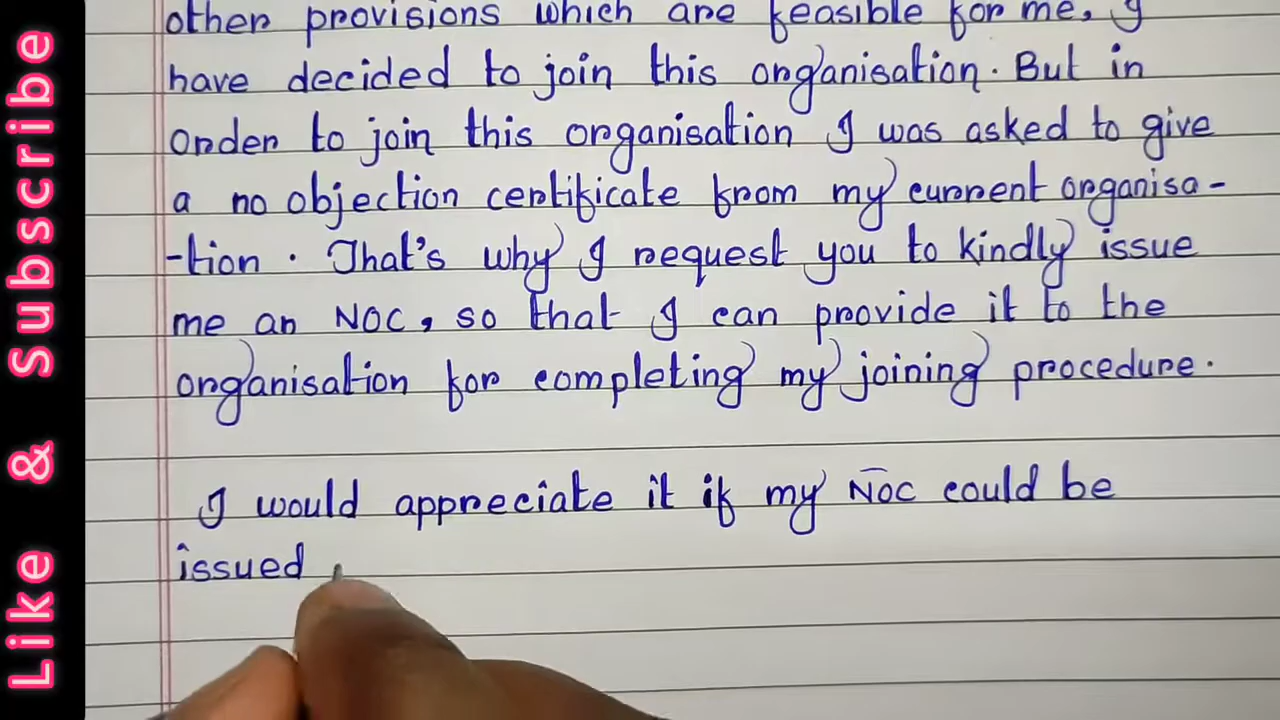 Like & Subscribe
other provisions which are feasible for me, I
have decided to join this organisation. But in
order to join this organisation I was asked to give
a no objection certificate from my current organisa-
-tion. That's why I request you to kindly issue
me an NOC, so that I can provide it to the
organisation for completing my joining procedure.
I would appreciate it if my NOC could be
issued